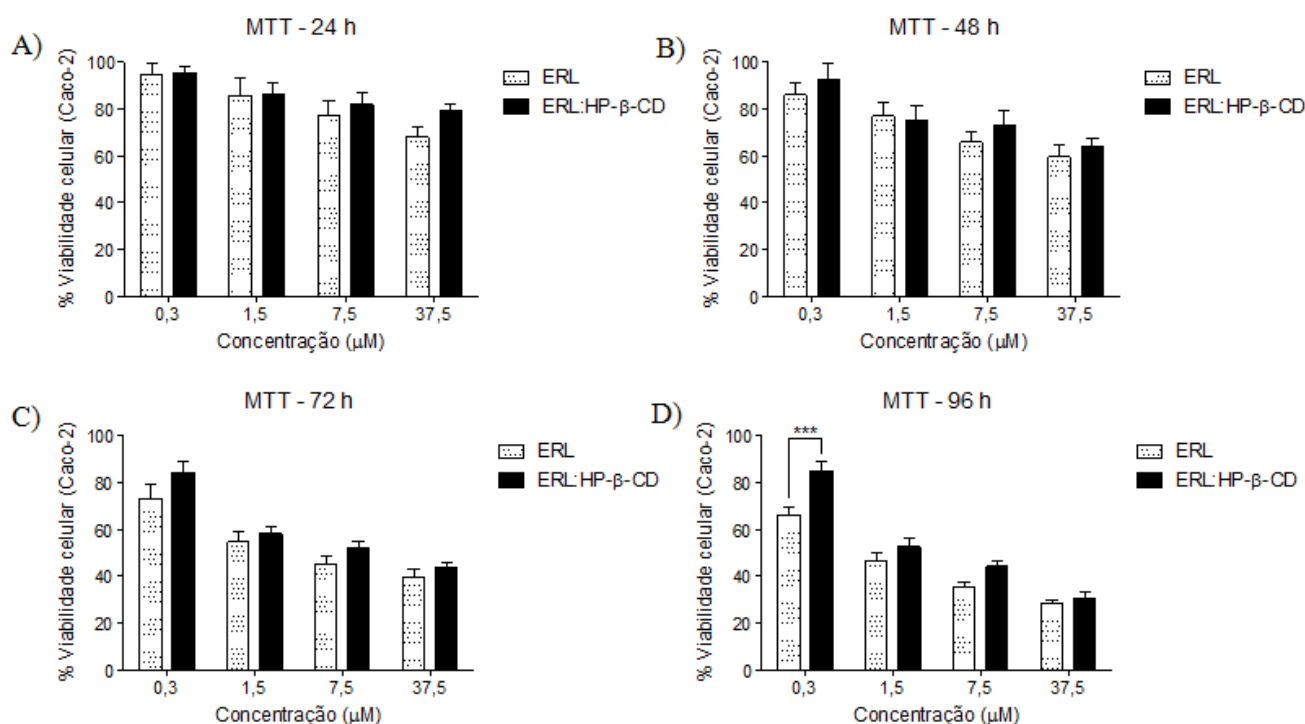 A)
MTT - 24 h
% Viabilidade celular (Caco-2)
100
80
60
40
20
0
0,3 1,5 7,5 37,5
Concentração (μM)
ERL
ERL:HP-β-CD
B)
MTT - 48 h
% Viabilidade celular (Caco-2)
100
80
60
40
20
0
0,3 1,5 7,5 37,5
Concentração (μM)
ERL
ERL:HP-β-CD
C)
MTT - 72 h
% Viabilidade celular (Caco-2)
100
80
60
40
20
0
0,3 1,5 7,5 37,5
Concentração (μM)
ERL
ERL:HP-β-CD
D)
MTT - 96 h
% Viabilidade celular (Caco-2)
100
80
60
40
20
0
***
0,3 1,5 7,5 37,5
Concentração (μM)
ERL
ERL:HP-β-CD